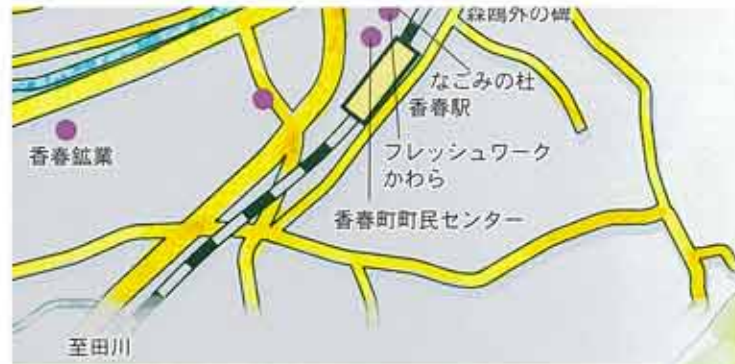 森鴎外の碑
なごみの杜
香春駅
フレッシュワーク
かわら
香春鉱業
香春町町民センター
至田川